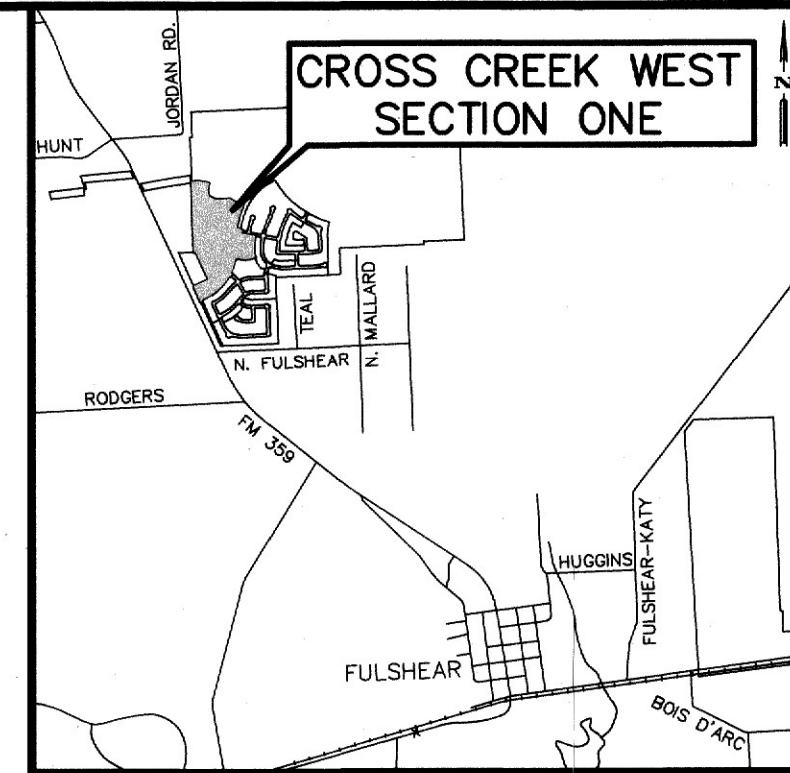 CROSS CREEK WEST
SECTION ONE
JORDAN RD.
N
HUNT
TEAL
N. MALLARD
N. FULSHEAR
RODGERS
FM 359
HUGGINS
FULSHEAR-KATY
FULSHEAR
BOIS D'ARC